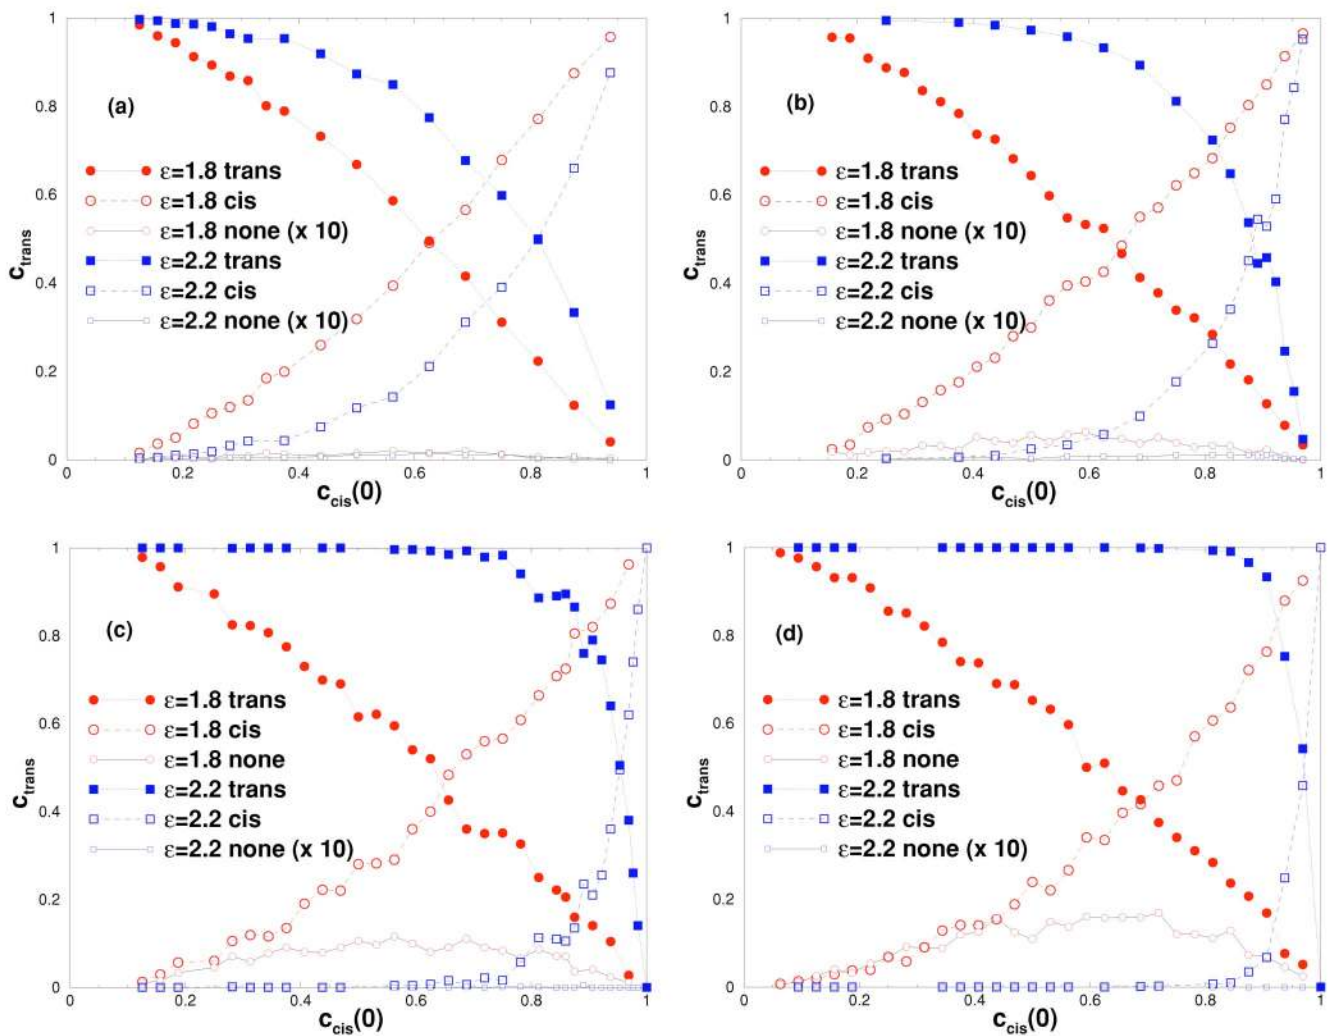 1
0.8
0.6
0.4
0.2
0
c_trans
(a)
ε=1.8 trans
ε=1.8 cis
ε=1.8 none (x 10)
ε=2.2 trans
ε=2.2 cis
ε=2.2 none (x 10)
0 0.2 0.4 0.6 0.8 1
c_cis(0)
1
0.8
0.6
0.4
0.2
0
c_trans
(b)
ε=1.8 trans
ε=1.8 cis
ε=1.8 none (x 10)
ε=2.2 trans
ε=2.2 cis
ε=2.2 none (x 10)
0 0.2 0.4 0.6 0.8 1
c_cis(0)
1
0.8
0.6
0.4
0.2
0
c_trans
(c)
ε=1.8 trans
ε=1.8 cis
ε=1.8 none
ε=2.2 trans
ε=2.2 cis
ε=2.2 none (x 10)
0 0.2 0.4 0.6 0.8 1
c_cis(0)
1
0.8
0.6
0.4
0.2
0
c_trans
(d)
ε=1.8 trans
ε=1.8 cis
ε=1.8 none
ε=2.2 trans
ε=2.2 cis
ε=2.2 none (x 10)
0 0.2 0.4 0.6 0.8 1
c_cis(0)